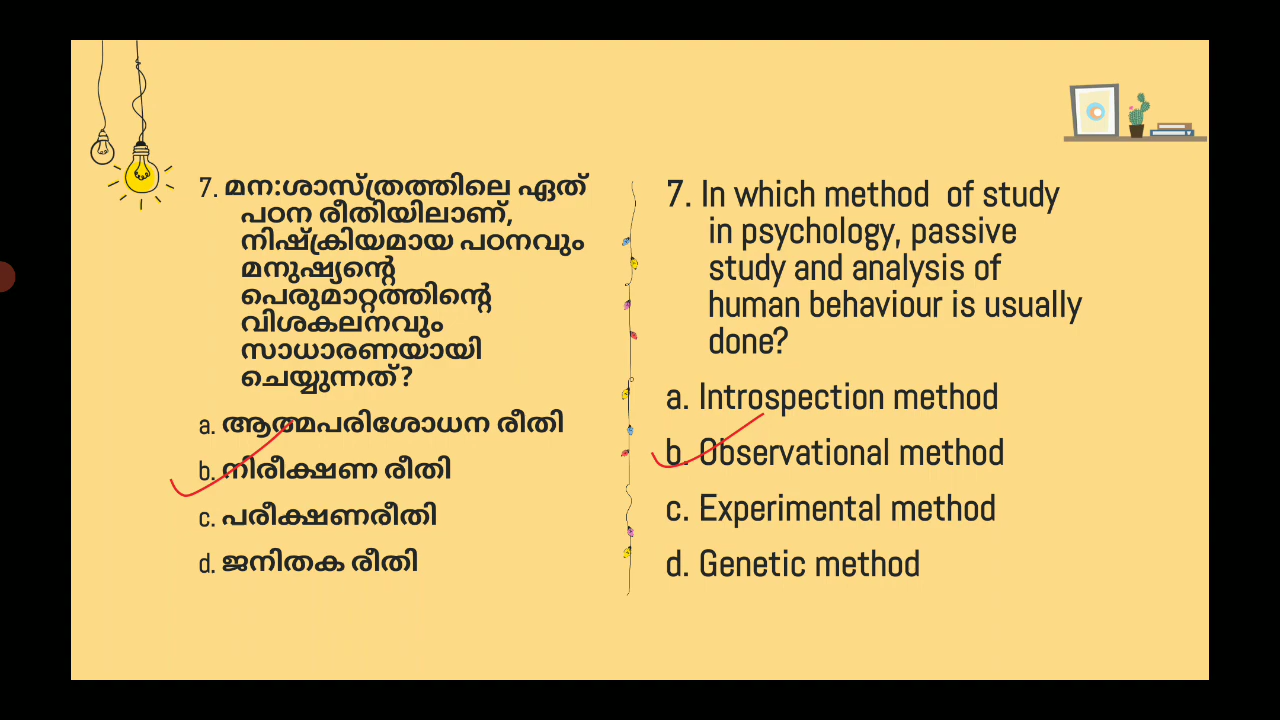 7. മന:ശാസ്ത്രത്തിലെ ഏത്
പഠന രീതിയിലാണ്,
നിഷ്ക്രിയമായ പഠനവും
മനുഷ്യന്റെ
പെരുമാറ്റത്തിന്റെ
വിശകലനവും
സാധാരണയായി
ചെയ്യുന്നത്?
a. ആത്മപരിശോധന രീതി
b. നിരീക്ഷണ രീതി
c. പരീക്ഷണരീതി
d. ജനിതക രീതി
7. In which method of study
in psychology, passive
study and analysis of
human behaviour is usually
done?
a. Introspection method
b. Observational method
c. Experimental method
d. Genetic method